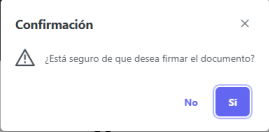 Confirmación
¿Está seguro de que desea firmar el documento?
No
Si